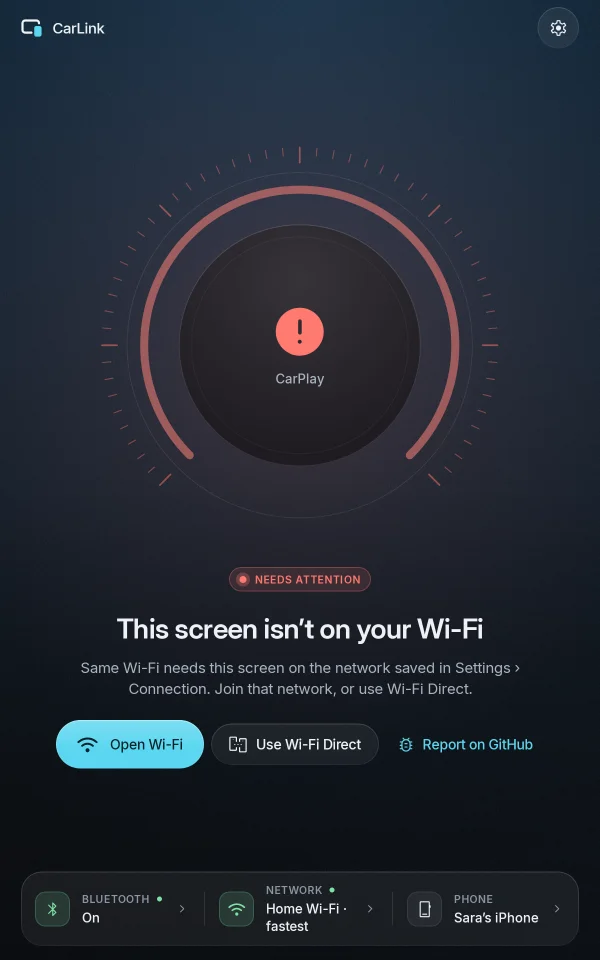 CarLink
CarPlay
NEEDS ATTENTION
This screen isn’t on your Wi-Fi
Same Wi-Fi needs this screen on the network saved in Settings ›
Connection. Join that network, or use Wi-Fi Direct.
Open Wi-Fi
Use Wi-Fi Direct
Report on GitHub
BLUETOOTH
On
NETWORK
Home Wi-Fi ·
fastest
PHONE
Sara’s iPhone